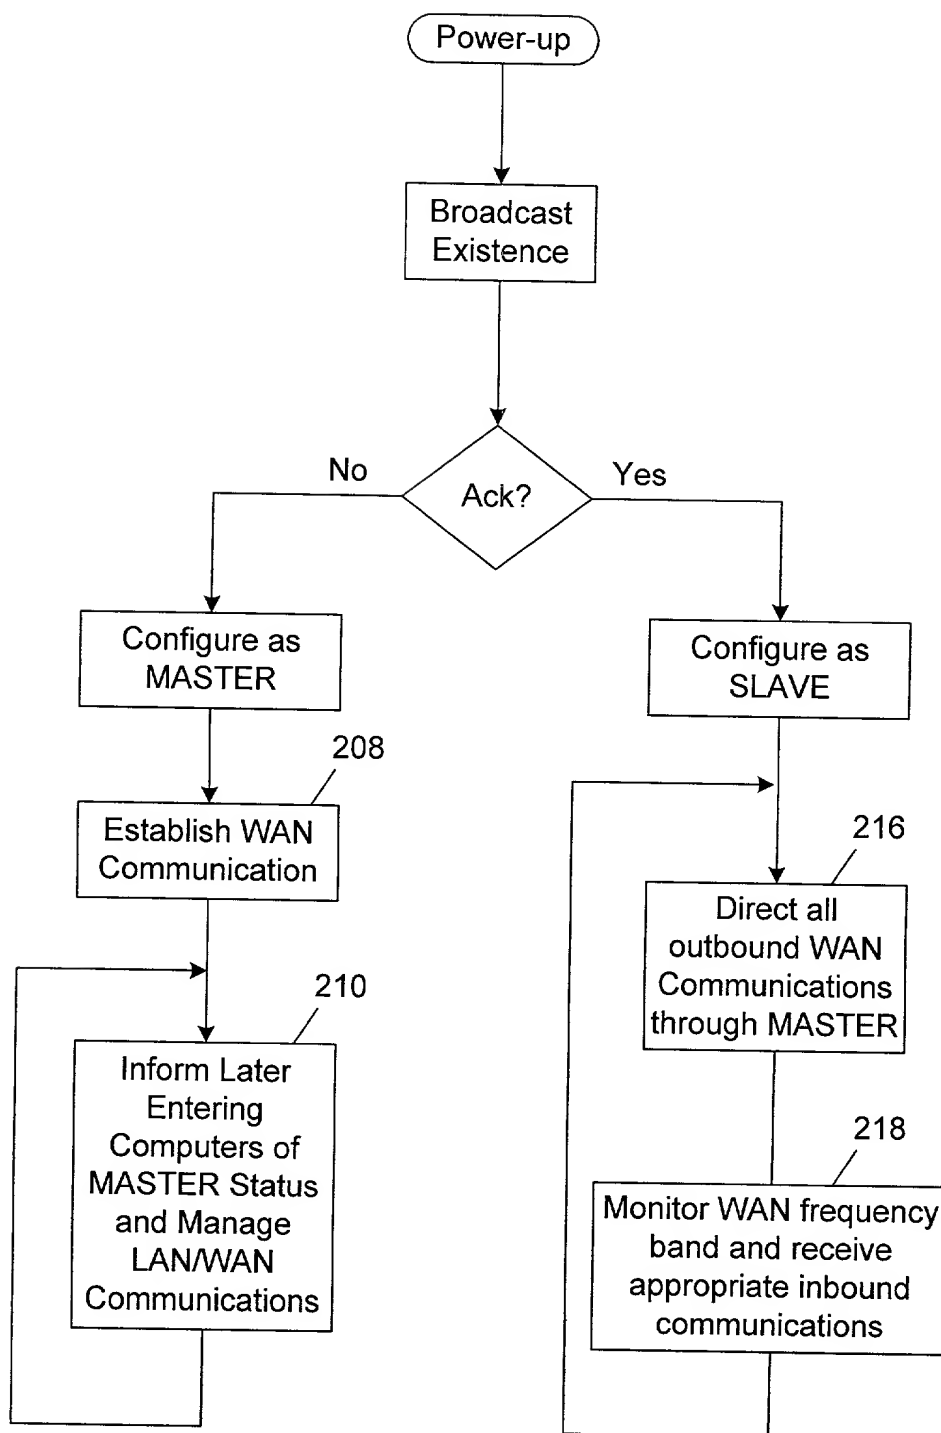 Power-up
Broadcast
Existence
Ack?
No
Yes
Configure as
MASTER
208
Establish WAN
Communication
210
Inform Later
Entering
Computers of
MASTER Status
and Manage
LAN/WAN
Communications
Configure as
SLAVE
216
Direct all
outbound WAN
Communications
through MASTER
218
Monitor WAN frequency
band and receive
appropriate inbound
communications